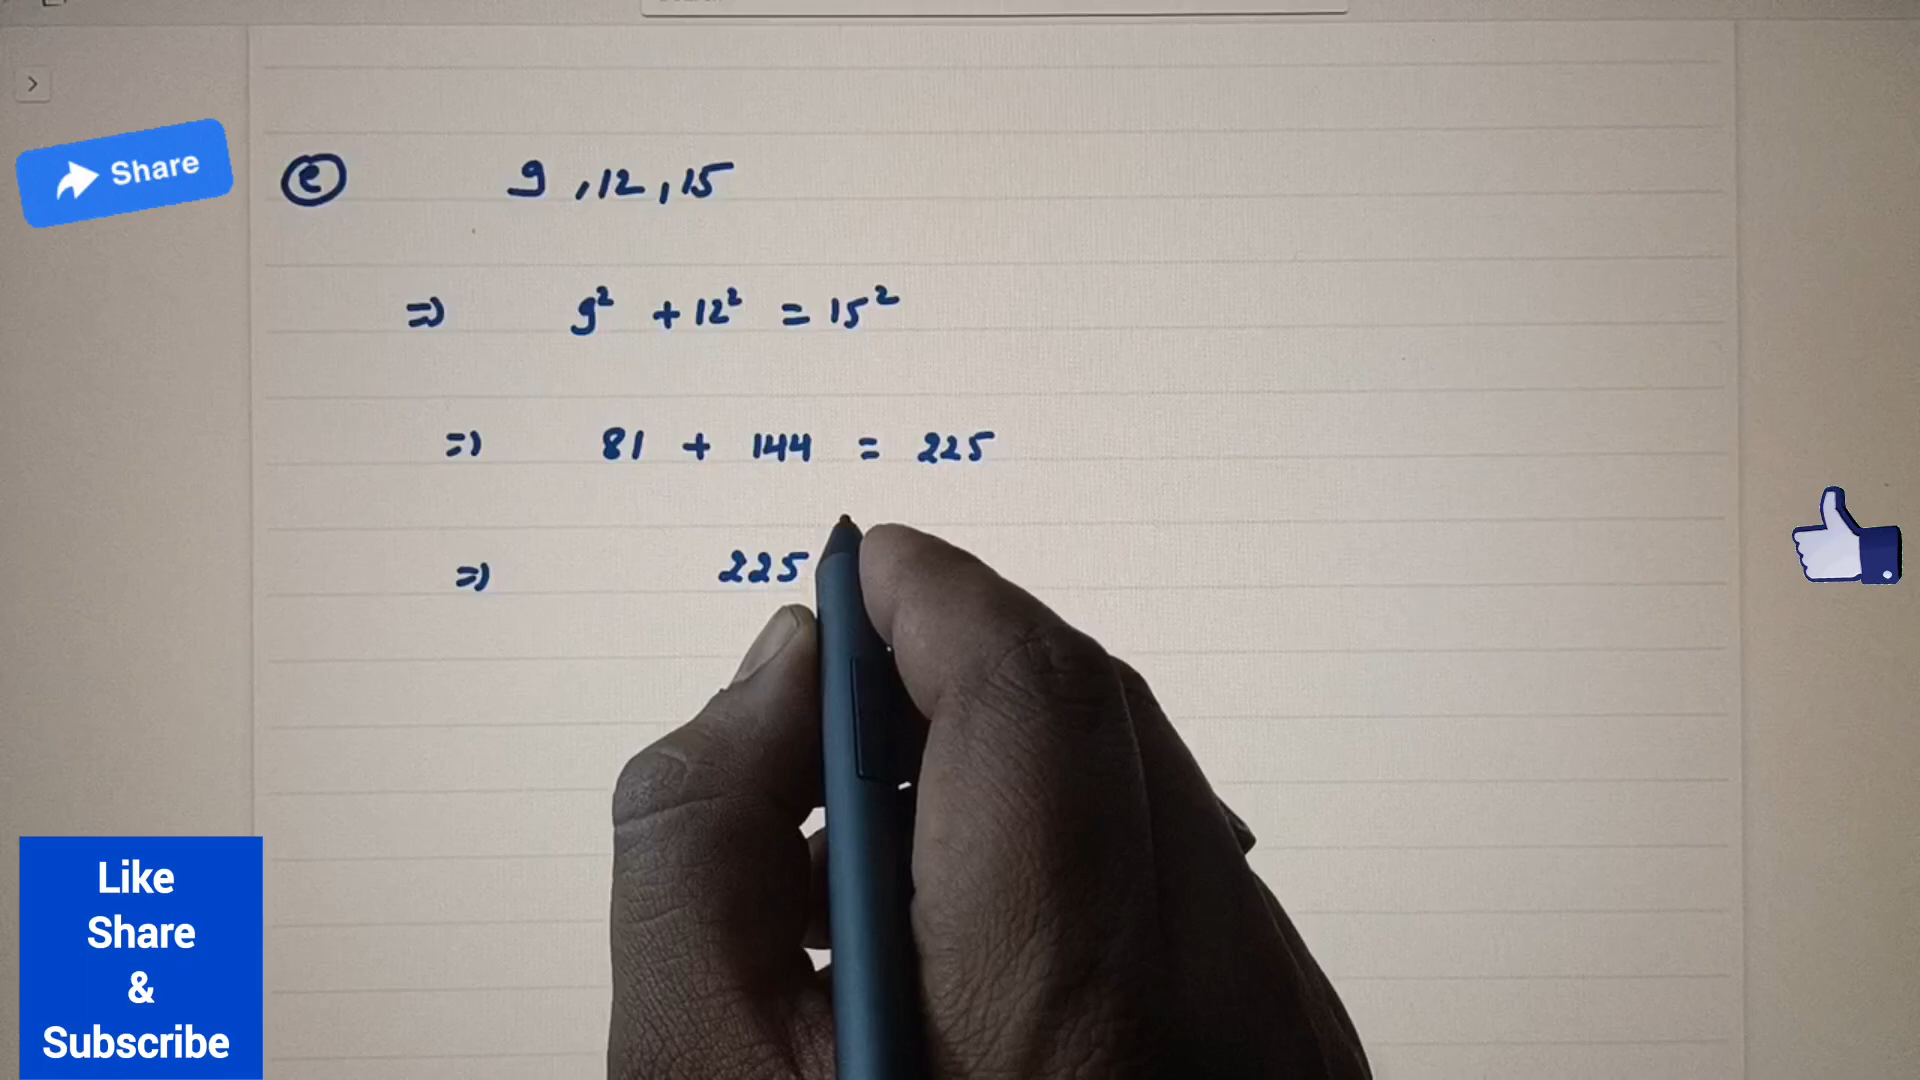 Share
ⓔ 9 , 12 , 15
⇒ 9² + 12² = 15²
⇒ 81 + 144 = 225
⇒ 225
Like
Share
&
Subscribe